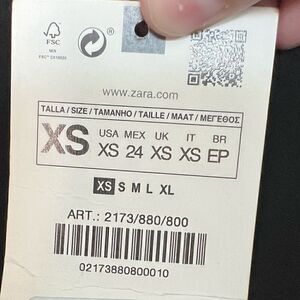 FSC
MIX
www.zara.com
TALLA / SIZE / TAMANHO / TAILLE / MAAT / ΜΕΓΕΘΟΣ
XS
USA MEX UK IT BR
XS 24 XS XS EP
XS S M L XL
ART.: 2173/880/800
02173880800010